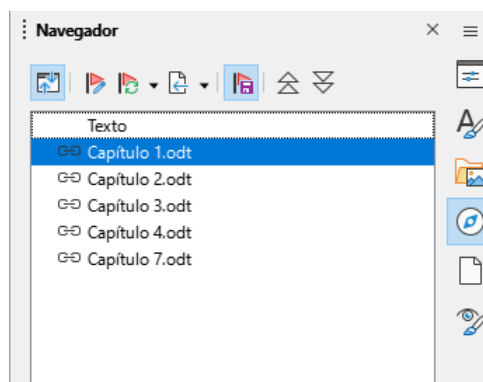 Navegador
Texto
Capítulo 1.odt
Capítulo 2.odt
Capítulo 3.odt
Capítulo 4.odt
Capítulo 7.odt